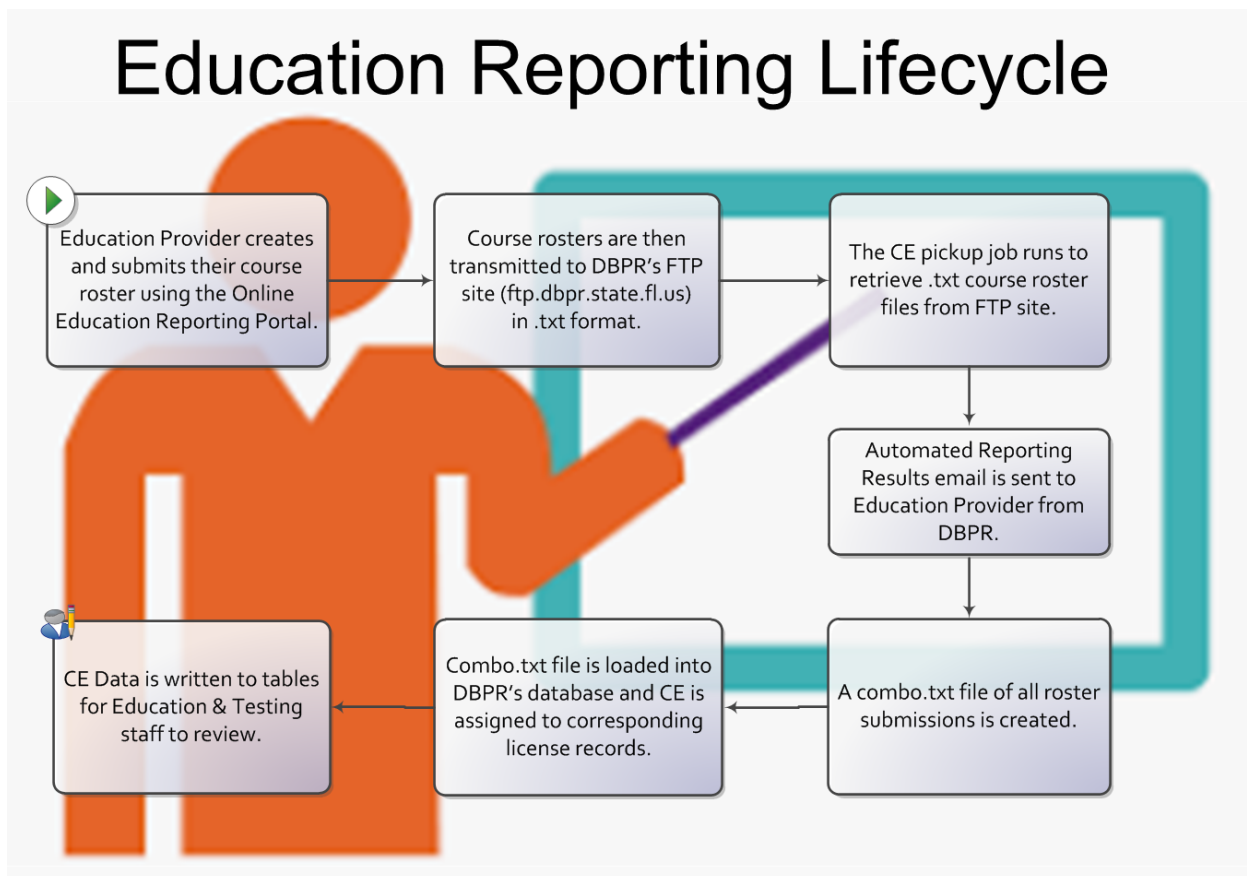 Education Reporting Lifecycle
Education Provider creates
and submits their course
roster using the Online
Education Reporting Portal.
Course rosters are then
transmitted to DBPR's FTP
site (ftp.dbpr.state.fl.us)
in .txt format.
The CE pickup job runs to
retrieve .txt course roster
files from FTP site.
Automated Reporting
Results email is sent to
Education Provider from
DBPR.
A combo.txt file of all roster
submissions is created.
Combo.txt file is loaded into
DBPR's database and CE is
assigned to corresponding
license records.
CE Data is written to tables
for Education & Testing
staff to review.